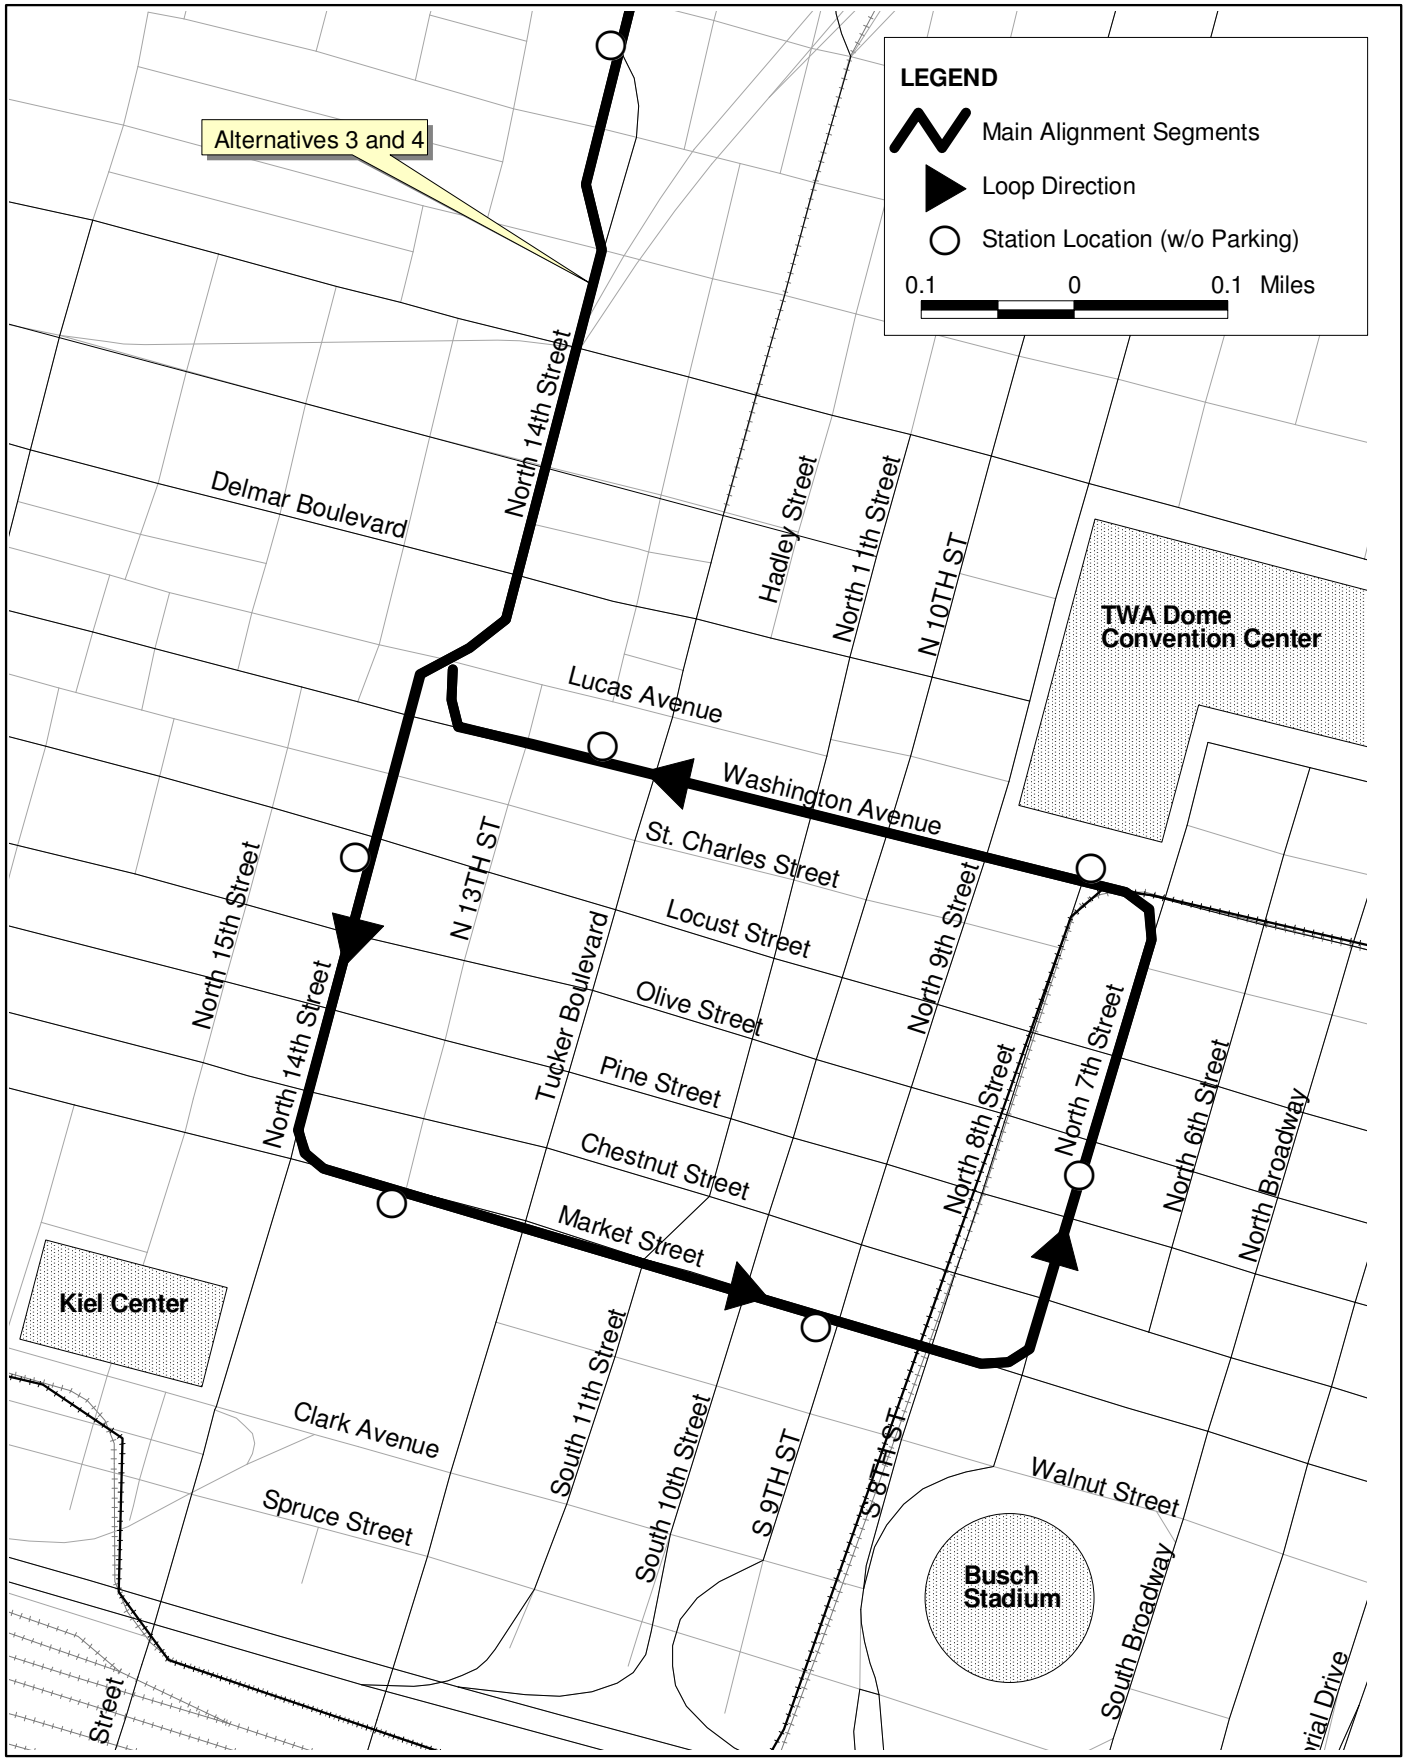 LEGEND
Main Alignment Segments
Loop Direction
Station Location (w/o Parking)
0.1 0 0.1 Miles
Alternatives 3 and 4
North 14th Street
Delmar Boulevard
Hadley Street
North 11th Street
N 10TH ST
TWA Dome
Convention Center
Lucas Avenue
Washington Avenue
St. Charles Street
North 15th Street
N 13TH ST
Locust Street
North 9th Street
Tucker Boulevard
North 14th Street
Olive Street
North 7th Street
Pine Street
North 8th Street
North 6th Street
North Broadway
Chestnut Street
Market Street
Kiel Center
South 11th Street
Clark Avenue
South 10th Street
S 9TH ST
S 8TH ST
Walnut Street
Spruce Street
Busch
Stadium
South Broadway
Street
rial Drive